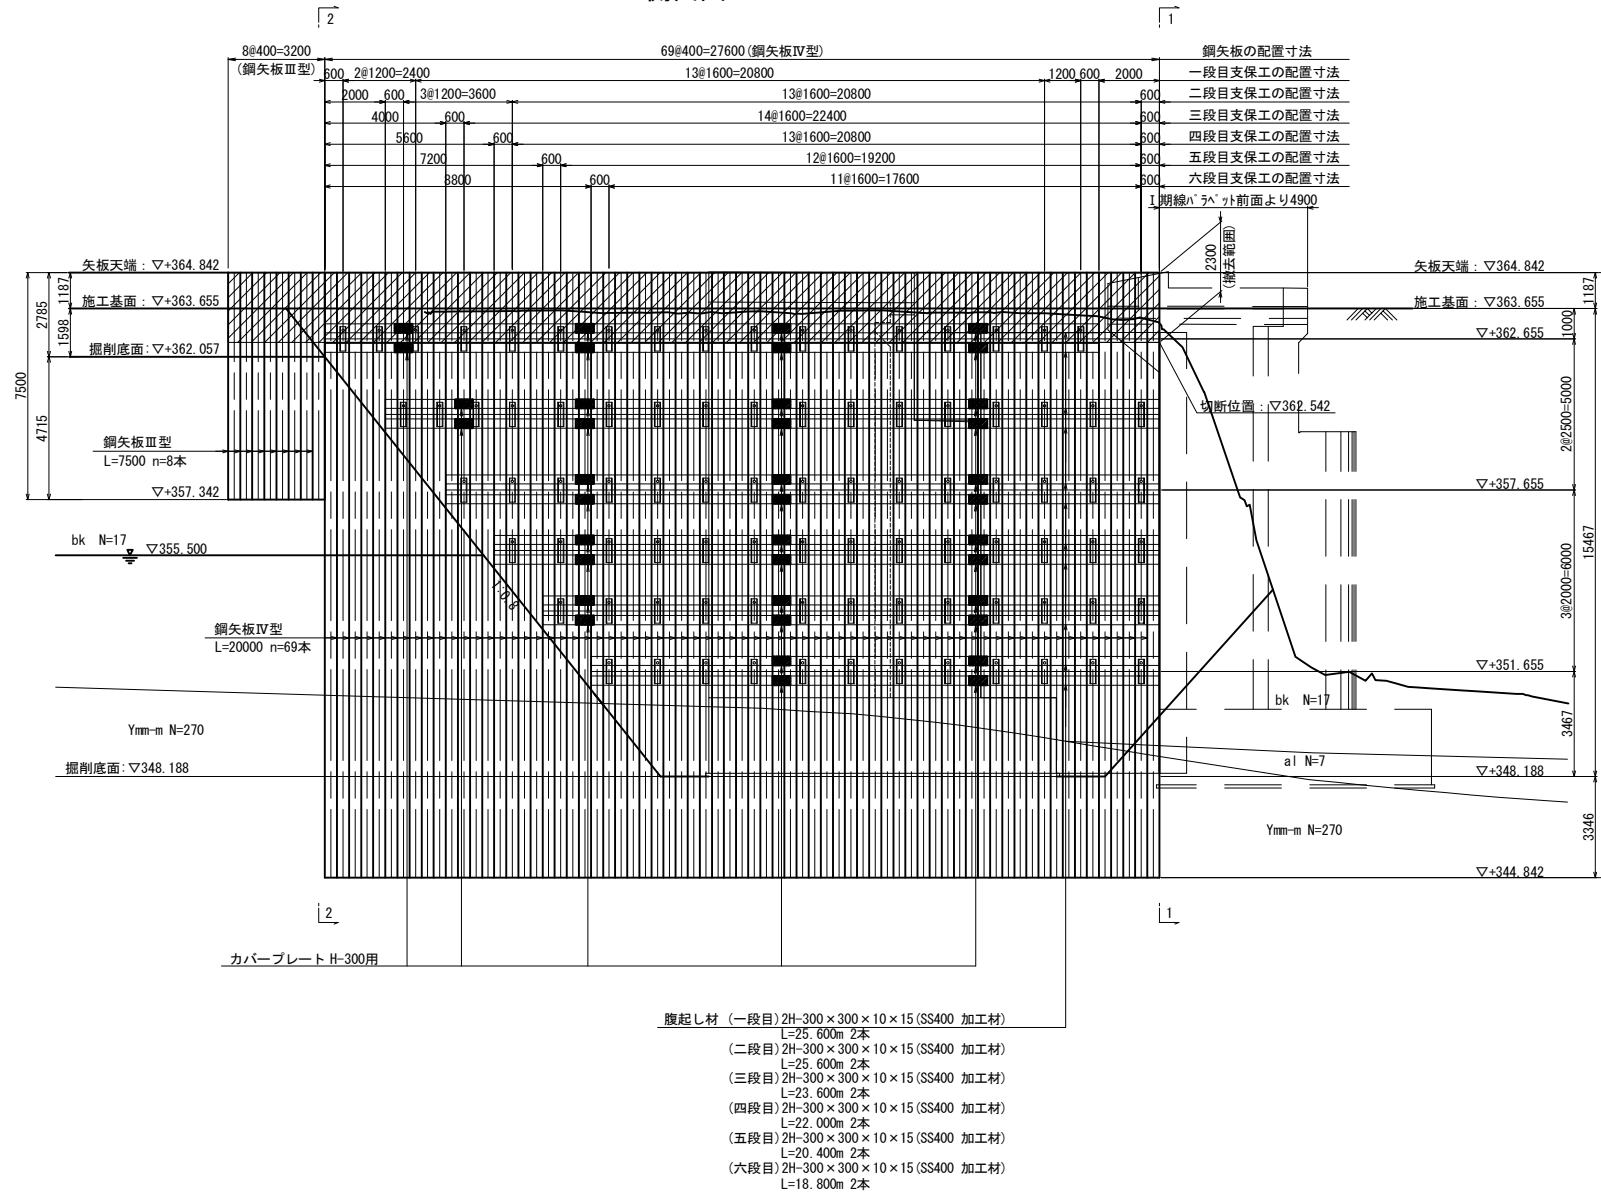 2
1
8@400=3200
(鋼矢板Ⅲ型)
69@400=27600(鋼矢板Ⅳ型)
鋼矢板の配置寸法
600
2@1200=2400
13@1600=20800
1200
600
2000
一段目支保工の配置寸法
2000
600
3@1200=3600
13@1600=20800
600
二段目支保工の配置寸法
4000
600
14@1600=22400
600
三段目支保工の配置寸法
5600
600
13@1600=20800
600
四段目支保工の配置寸法
7200
600
12@1600=19200
600
五段目支保工の配置寸法
8800
600
11@1600=17600
600
六段目支保工の配置寸法
Ⅰ期線パラペット前面より4900
2300
(撤去範囲)
矢板天端：▽+364.842
矢板天端：▽364.842
1187
1187
施工基面：▽+363.655
施工基面：▽363.655
2785
1598
1000
▽+362.655
掘削底面:▽+362.057
7500
4715
切断位置：▽362.542
2@2500=5000
鋼矢板Ⅲ型
L=7500 n=8本
▽+357.342
▽+357.655
bk N=17
▽355.500
15467
3@2000=6000
1:0.8
鋼矢板Ⅳ型
L=20000 n=69本
▽+351.655
bk N=17
3467
Ymm-m N=270
al N=7
掘削底面:▽348.188
▽+348.188
Ymm-m N=270
3346
▽+344.842
2
1
カバープレート H-300用
腹起し材 (一段目)2H-300×300×10×15(SS400 加工材)
L=25.600m 2本
(二段目)2H-300×300×10×15(SS400 加工材)
L=25.600m 2本
(三段目)2H-300×300×10×15(SS400 加工材)
L=23.600m 2本
(四段目)2H-300×300×10×15(SS400 加工材)
L=22.000m 2本
(五段目)2H-300×300×10×15(SS400 加工材)
L=20.400m 2本
(六段目)2H-300×300×10×15(SS400 加工材)
L=18.800m 2本